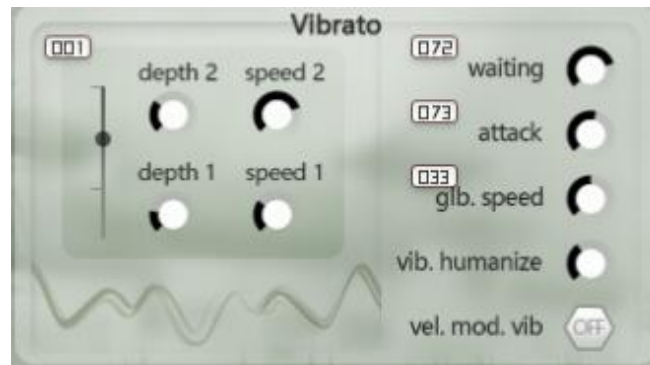 Vibrato
001
depth 2 speed 2
depth 1 speed 1
072
waiting
073
attack
033
glb. speed
vib. humanize
vel. mod. vib OFF